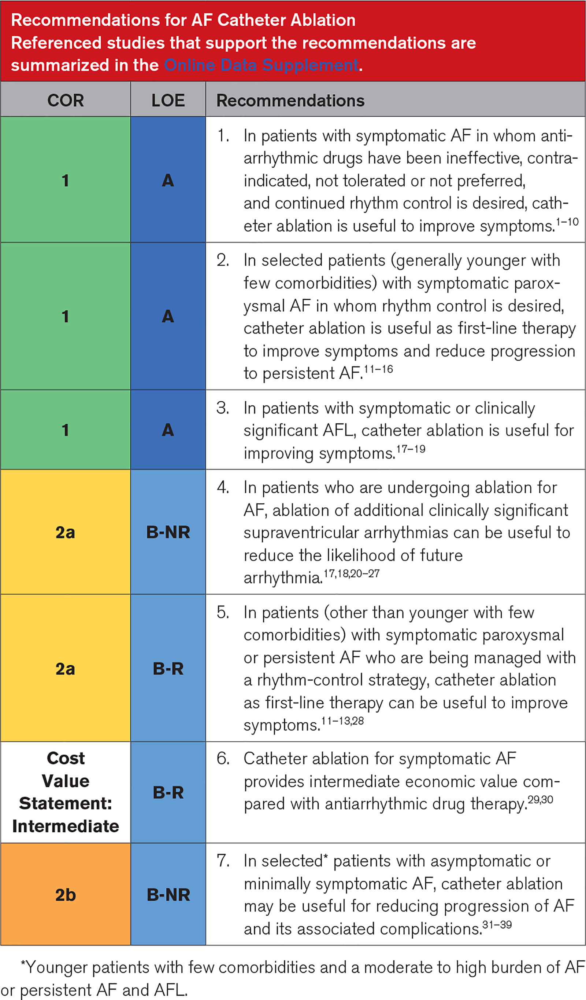 Recommendations for AF Catheter Ablation
Referenced studies that support the recommendations are
summarized in the Online Data Supplement.
COR LOE Recommendations
1 A 1. In patients with symptomatic AF in whom anti-
arrhythmic drugs have been ineffective, contra-
indicated, not tolerated or not preferred,
and continued rhythm control is desired, cath-
eter ablation is useful to improve symptoms.1–10
1 A 2. In selected patients (generally younger with
few comorbidities) with symptomatic parox-
ysmal AF in whom rhythm control is desired,
catheter ablation is useful as first-line therapy
to improve symptoms and reduce progression
to persistent AF.11–16
1 A 3. In patients with symptomatic or clinically
significant AFL, catheter ablation is useful for
improving symptoms.17–19
2a B-NR 4. In patients who are undergoing ablation for
AF, ablation of additional clinically significant
supraventricular arrhythmias can be useful to
reduce the likelihood of future
arrhythmia.17,18,20–27
2a B-R 5. In patients (other than younger with few
comorbidities) with symptomatic paroxysmal
or persistent AF who are being managed with
a rhythm-control strategy, catheter ablation
as first-line therapy can be useful to improve
symptoms.11–13,28
Cost
Value
Statement:
Intermediate
B-R
6. Catheter ablation for symptomatic AF
provides intermediate economic value com-
pared with antiarrhythmic drug therapy.29,30
2b B-NR 7. In selected* patients with asymptomatic or
minimally symptomatic AF, catheter ablation
may be useful for reducing progression of AF
and its associated complications.31–39
*Younger patients with few comorbidities and a moderate to high burden of AF
or persistent AF and AFL.